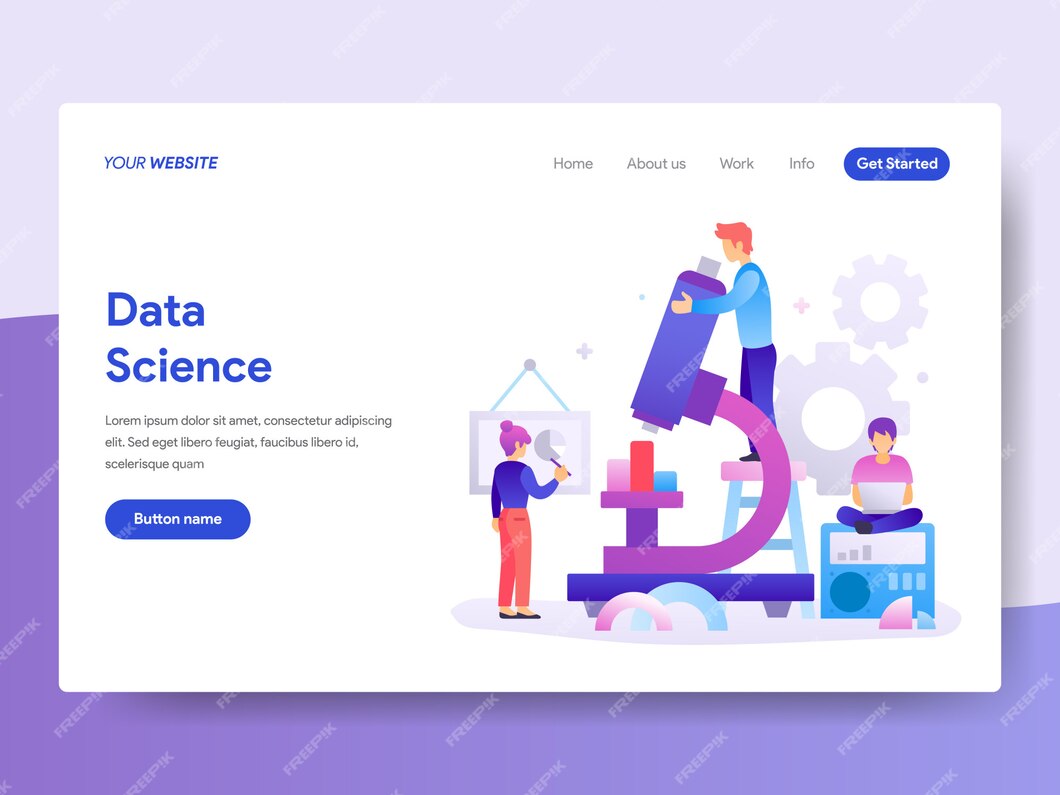 YOUR WEBSITE
Home About us Work Info Get Started
Data
Science
Lorem ipsum dolor sit amet, consectetur adipiscing
elit. Sed eget libero feugiat, faucibus libero id,
scelerisque quam
Button name
FREEPIK